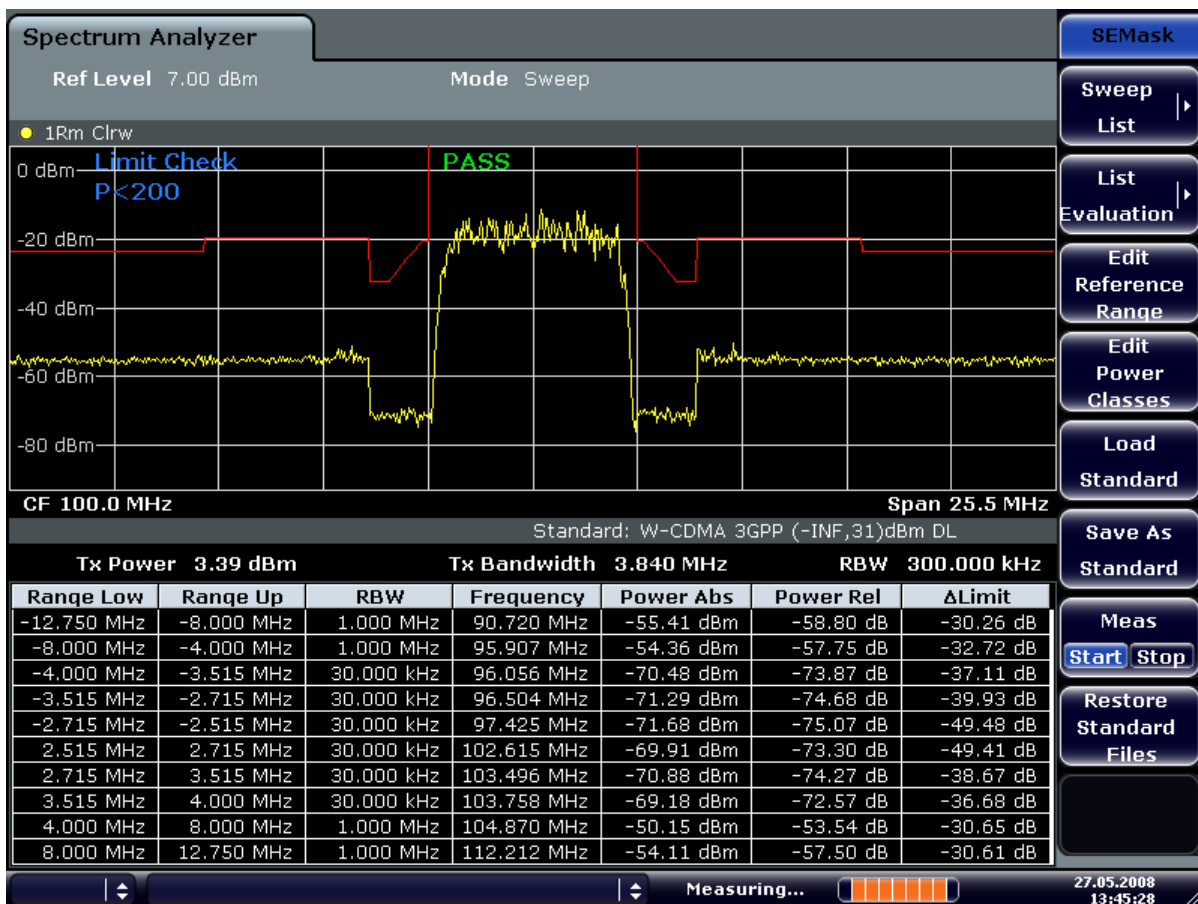 Spectrum Analyzer
Ref Level 7.00 dBm Mode Sweep
1Rm Clrw
Limit Check PASS
P<200
0 dBm
-20 dBm
-40 dBm
-60 dBm
-80 dBm
CF 100.0 MHz Span 25.5 MHz
Standard: W-CDMA 3GPP (-INF,31)dBm DL
Tx Power 3.39 dBm Tx Bandwidth 3.840 MHz RBW 300.000 kHz
Range Low Range Up RBW Frequency Power Abs Power Rel ΔLimit
-12.750 MHz -8.000 MHz 1.000 MHz 90.720 MHz -55.41 dBm -58.80 dB -30.26 dB
-8.000 MHz -4.000 MHz 1.000 MHz 95.907 MHz -54.36 dBm -57.75 dB -32.72 dB
-4.000 MHz -3.515 MHz 30.000 kHz 96.056 MHz -70.48 dBm -73.87 dB -37.11 dB
-3.515 MHz -2.715 MHz 30.000 kHz 96.504 MHz -71.29 dBm -74.68 dB -39.93 dB
-2.715 MHz -2.515 MHz 30.000 kHz 97.425 MHz -71.68 dBm -75.07 dB -49.48 dB
2.515 MHz 2.715 MHz 30.000 kHz 102.615 MHz -69.91 dBm -73.30 dB -49.41 dB
2.715 MHz 3.515 MHz 30.000 kHz 103.496 MHz -70.88 dBm -74.27 dB -38.67 dB
3.515 MHz 4.000 MHz 30.000 kHz 103.758 MHz -69.18 dBm -72.57 dB -36.68 dB
4.000 MHz 8.000 MHz 1.000 MHz 104.870 MHz -50.15 dBm -53.54 dB -30.65 dB
8.000 MHz 12.750 MHz 1.000 MHz 112.212 MHz -54.11 dBm -57.50 dB -30.61 dB
Measuring...
SEMask
Sweep
List
List
Evaluation
Edit
Reference
Range
Edit
Power
Classes
Load
Standard
Save As
Standard
Meas
Start Stop
Restore
Standard
Files
27.05.2008
13:45:28